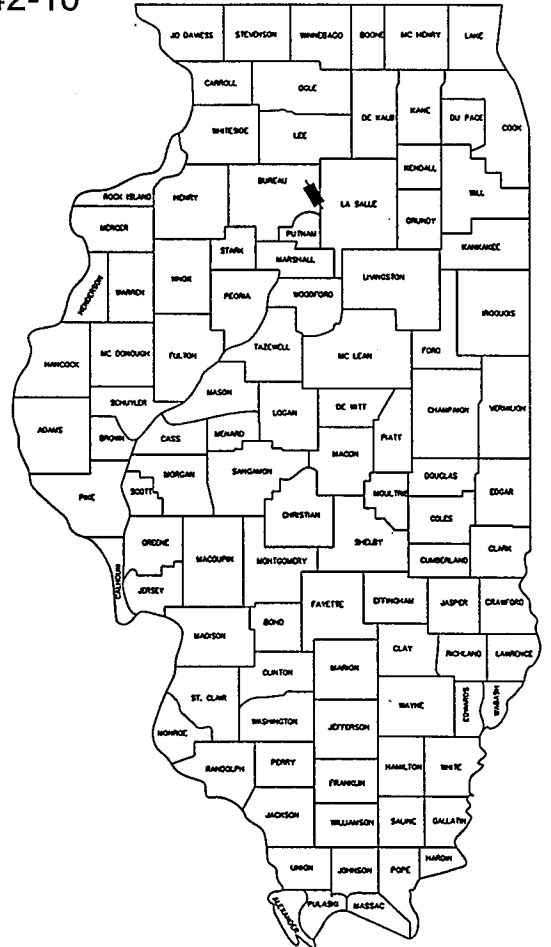 42-10
JO DAVIESS STEVENSON WINNEBAGO BOONE MC HENRY LAKE
CARROLL OGLE DE KALB KANE DU PAGE COOK
WHITESIDE LEE
KENDALL WILL
ROCK ISLAND HENRY BUREAU LA SALLE GRUNDY
MERCER PUTNAM KANKAKEE
STARK MARSHALL LIVINGSTON
HENDERSON WARREN KNOX PEORIA WOODFORD IROQUOIS
HANCOCK MC DONOUGH FULTON TAZEWELL MC LEAN FORD
SCHUYLER MASON LOGAN DE WITT CHAMPAIGN VERMILION
ADAMS BROWN CASS MENARD MACON PIATT
PIKE SCOTT MORGAN SANGAMON MOULTRIE DOUGLAS EDGAR
CHRISTIAN COLES
GREENE MACOUPIN MONTGOMERY SHELBY CUMBERLAND CLARK
CALHOUN JERSEY
MADISON BOND FAYETTE EFFINGHAM JASPER CRAWFORD
CLINTON MARION CLAY RICHLAND LAWRENCE
ST. CLAIR WASHINGTON JEFFERSON WAYNE EDWARDS WABASH
MONROE
RANDOLPH PERRY FRANKLIN HAMILTON WHITE
JACKSON WILLIAMSON SALINE GALLATIN
UNION JOHNSON POPE HARDIN
ALEXANDER PULASKI MASSAC